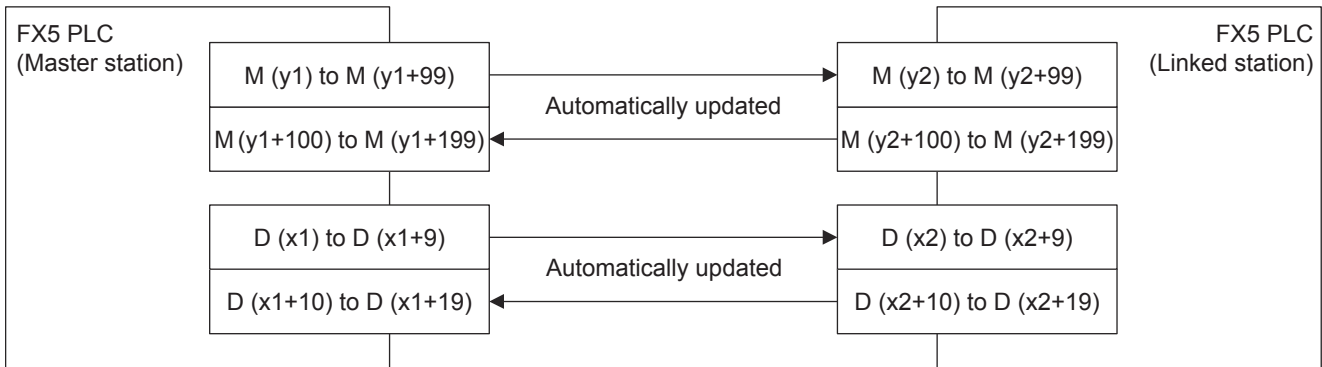 FX5 PLC
(Master station)
FX5 PLC
(Linked station)
M (y1) to M (y1+99)
M (y2) to M (y2+99)
Automatically updated
M (y1+100) to M (y1+199)
M (y2+100) to M (y2+199)
D (x1) to D (x1+9)
D (x2) to D (x2+9)
Automatically updated
D (x1+10) to D (x1+19)
D (x2+10) to D (x2+19)